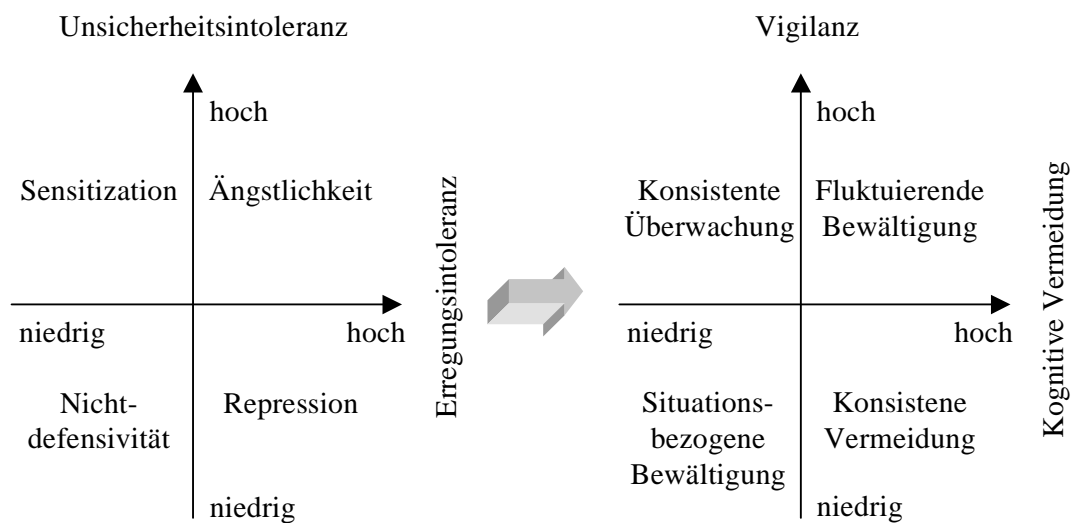 Unsicherheitsintoleranz
hoch
Sensitization
Ängstlichkeit
niedrig
hoch
Erregungsintoleranz
Nicht-
defensivität
Repression
niedrig
Vigilanz
hoch
Konsistente
Überwachung
Fluktuierende
Bewältigung
niedrig
hoch
Kognitive Vermeidung
Situations-
bezogene
Bewältigung
Konsistene
Vermeidung
niedrig